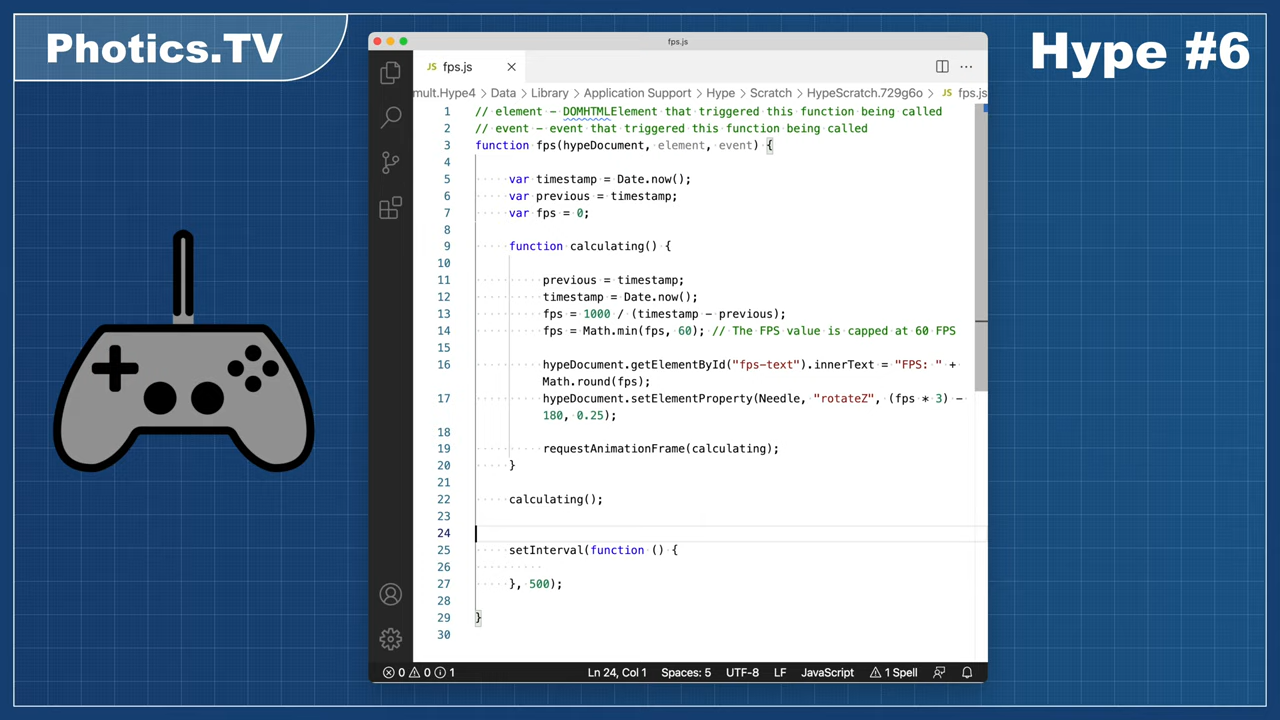 Photics.TV
Hype #6
fps.js
JS fps.js
mult.Hype4 > Data > Library > Application Support > Hype > Scratch > HypeScratch.729g6o > JS fps.js
1 // element - DOMHTMLElement that triggered this function being called
2 // event - event that triggered this function being called
3 function fps(hypeDocument, element, event) {
4
5 var timestamp = Date.now();
6 var previous = timestamp;
7 var fps = 0;
8
9 function calculating() {
10
11 previous = timestamp;
12 timestamp = Date.now();
13 fps = 1000 / (timestamp - previous);
14 fps = Math.min(fps, 60); // The FPS value is capped at 60 FPS
15
16 hypeDocument.getElementById("fps-text").innerText = "FPS: " +
Math.round(fps);
17 hypeDocument.setElementProperty(Needle, "rotateZ", (fps * 3) -
180, 0.25);
18
19 requestAnimationFrame(calculating);
20 }
21
22 calculating();
23
24
25 setInterval(function () {
26
27 }, 500);
28
29 }
30
0 0 1 Ln 24, Col 1 Spaces: 5 UTF-8 LF JavaScript 1 Spell